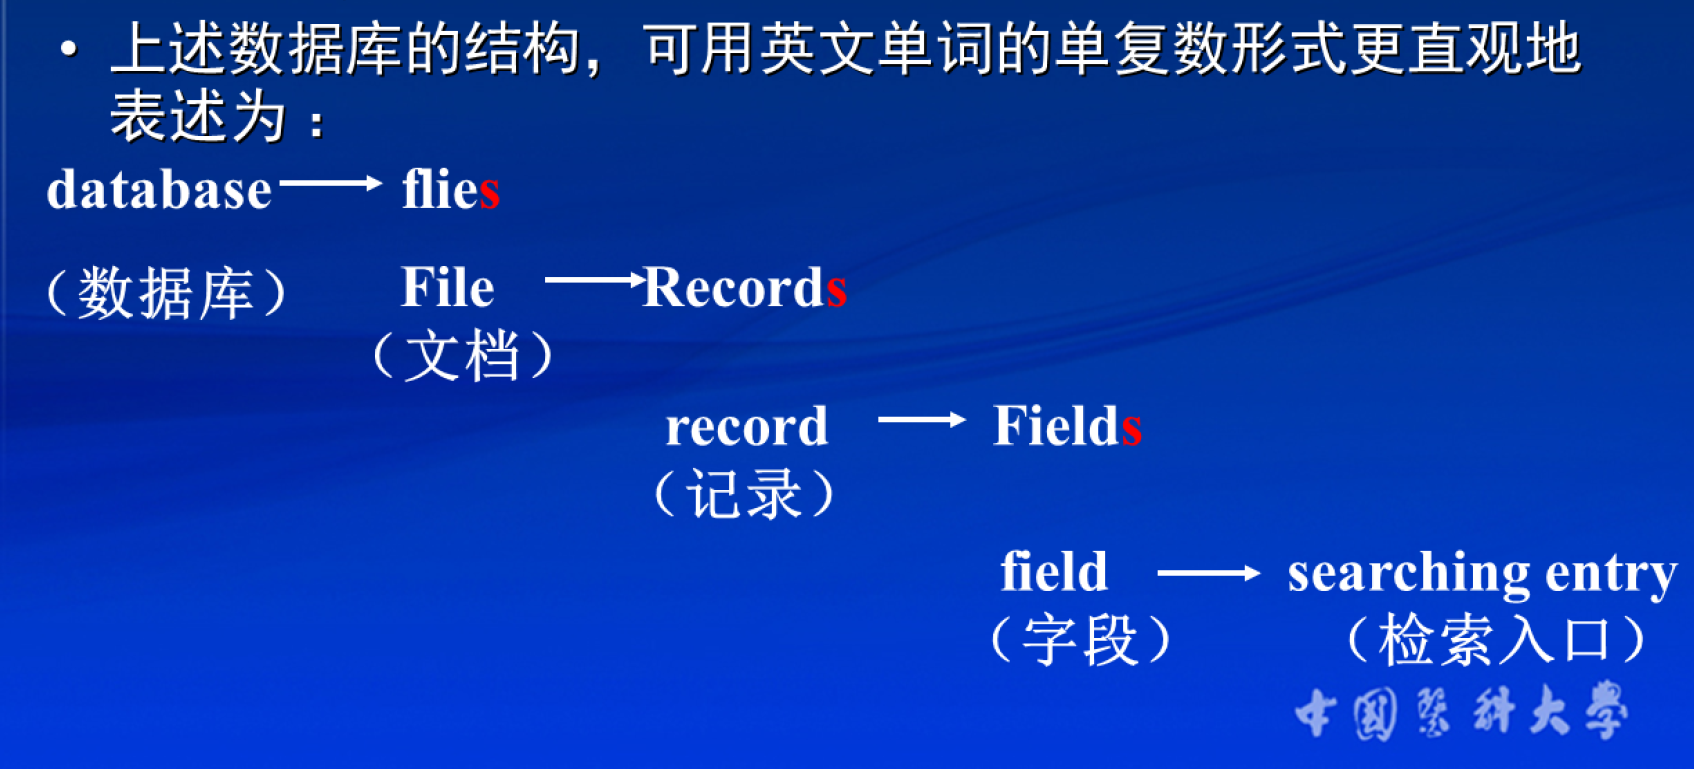 • 上述数据库的结构，可用英文单词的单复数形式更直观地
表述为：
database → flies
（数据库） File → Records
（文档）
record → Fields
（记录）
field → searching entry
（字段） （检索入口）
中国医科大学